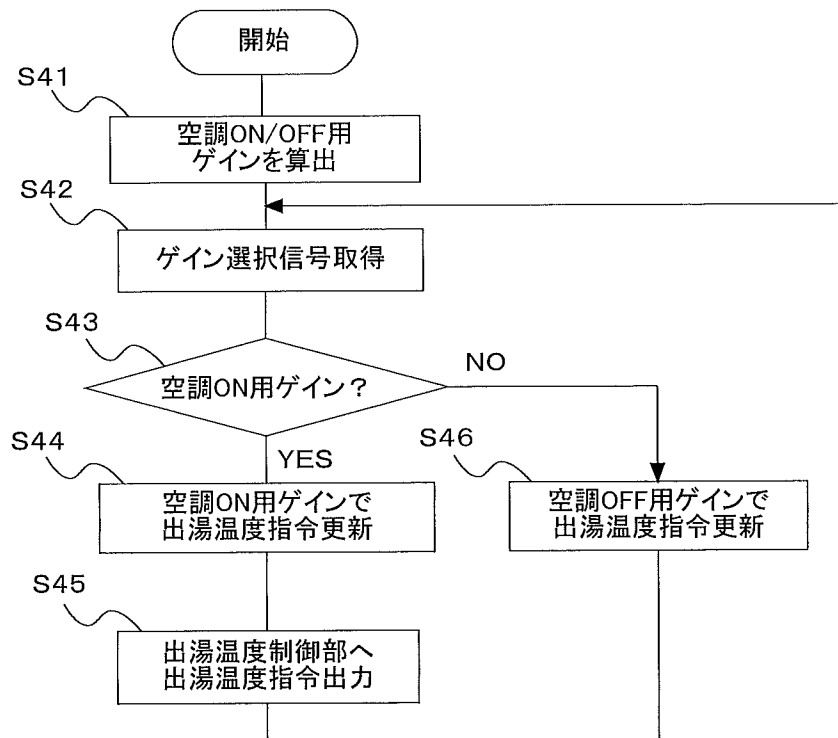 開始
S41
空調ON/OFF用
ゲインを算出
S42
ゲイン選択信号取得
S43
空調ON用ゲイン？
NO
YES
S44
空調ON用ゲインで
出湯温度指令更新
S46
空調OFF用ゲインで
出湯温度指令更新
S45
出湯温度制御部へ
出湯温度指令出力